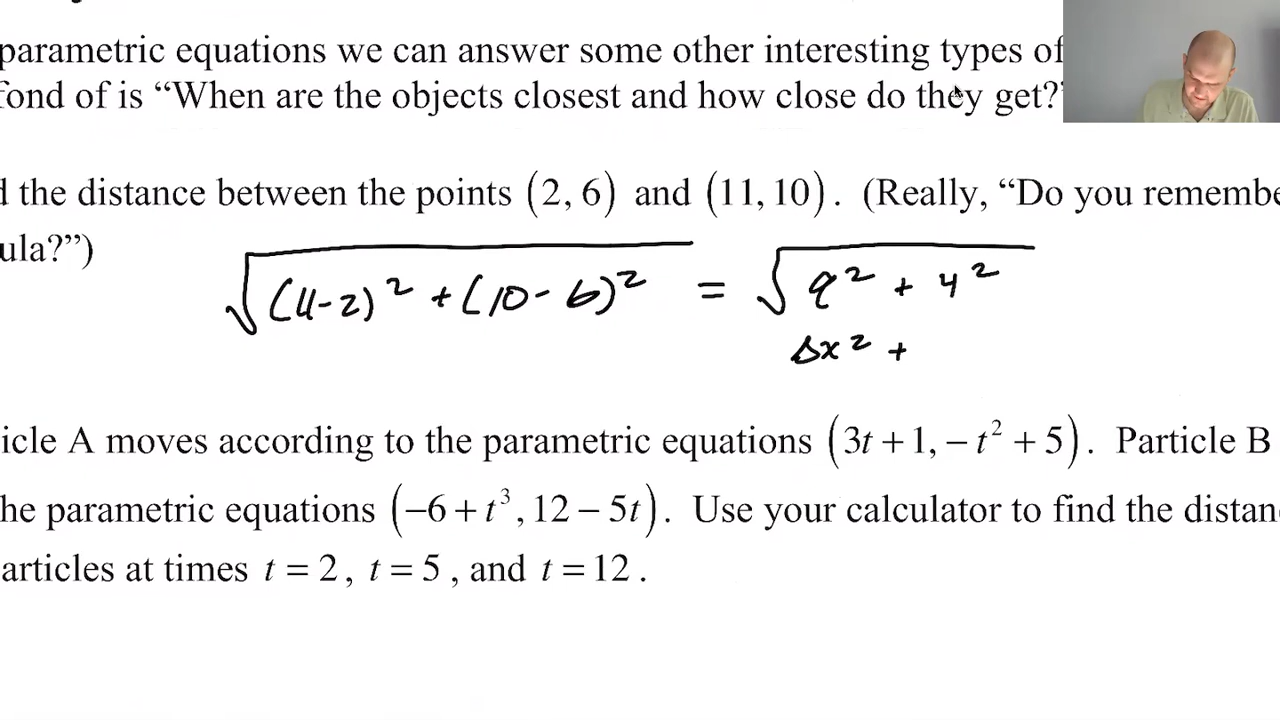 parametric equations we can answer some other interesting types of
fond of is “When are the objects closest and how close do they get?”
the distance between the points (2, 6) and (11, 10). (Really, “Do you remembe
ula?”)
√((11-2)² + (10-6)²) = √(9² + 4²)
Δx² +
icle A moves according to the parametric equations (3t + 1, −t² + 5). Particle B
he parametric equations (−6 + t³, 12 − 5t). Use your calculator to find the distan
articles at times t = 2, t = 5, and t = 12.